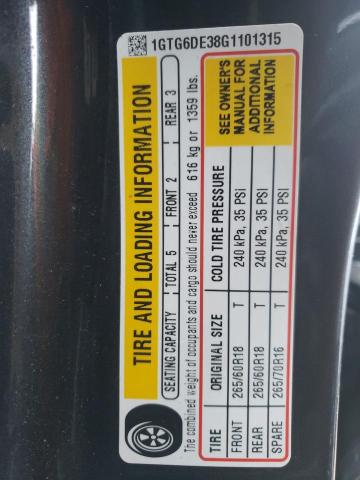 1GTG6DE38G1101315
TIRE AND LOADING INFORMATION
SEATING CAPACITY | TOTAL 5 | FRONT 2 | REAR 3
The combined weight of occupants and cargo should never exceed 616 kg or 1359 lbs.
TIRE ORIGINAL SIZE COLD TIRE PRESSURE
FRONT 265/60R18 T 240 kPa, 35 PSI
REAR 265/60R18 T 240 kPa, 35 PSI
SPARE 265/70R16 T 240 kPa, 35 PSI
SEE OWNER'S
MANUAL FOR
ADDITIONAL
INFORMATION